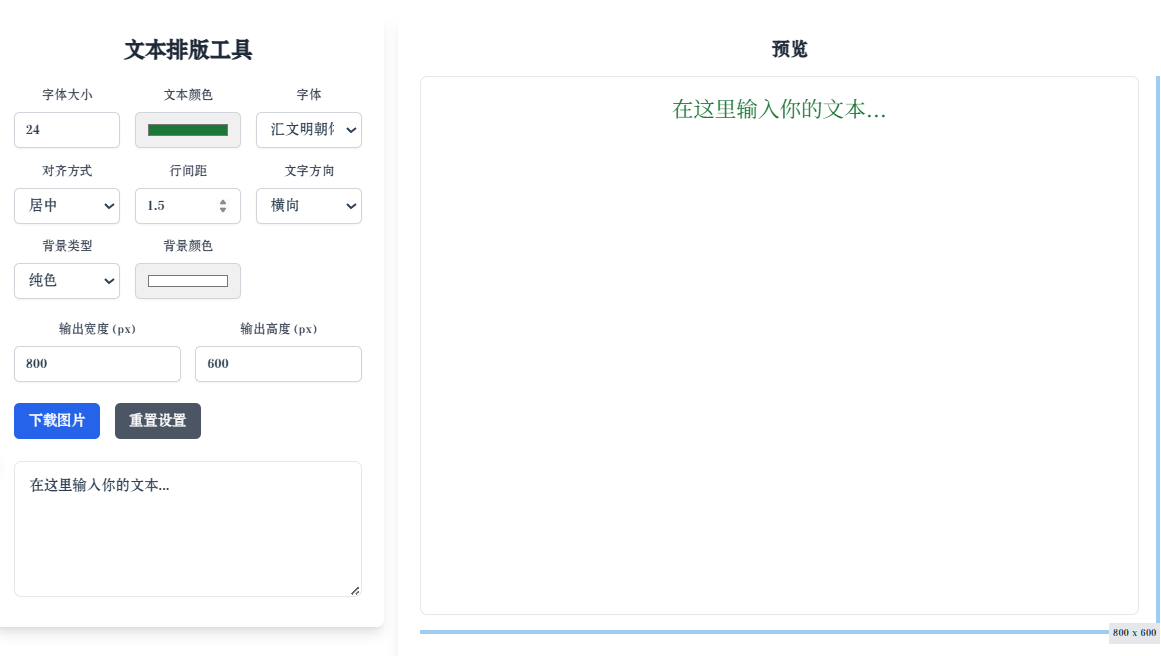 文本排版工具
字体大小 文本颜色 字体
24 汇文明朝
对齐方式 行间距 文字方向
居中 1.5 横向
背景类型 背景颜色
纯色
输出宽度 (px) 输出高度 (px)
800 600
下载图片 重置设置
在这里输入你的文本...
预览
在这里输入你的文本...
800 x 600